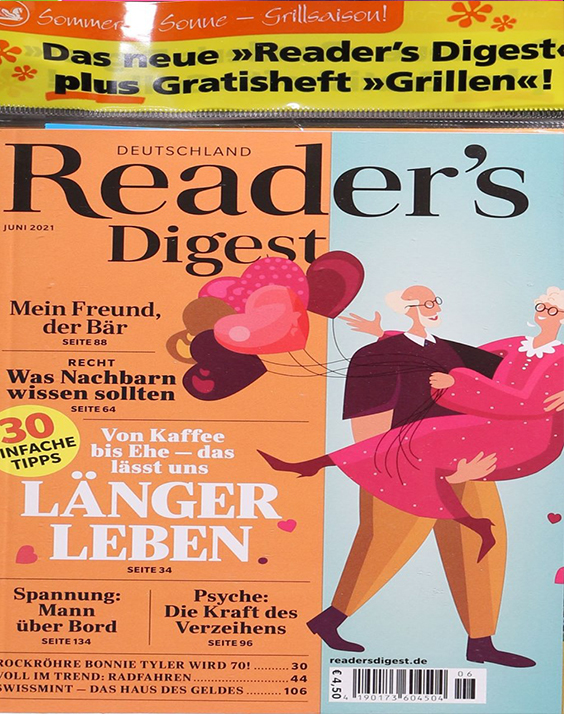 Sommer – Sonne – Grillsaison!
Das neue »Reader's Digest«
plus Gratisheft »Grillen«!
DEUTSCHLAND
Reader's
JUNI 2021
Digest
Mein Freund,
der Bär
SEITE 88
RECHT
Was Nachbarn
wissen sollten
SEITE 64
30
INFACHE
TIPPS
Von Kaffee
bis Ehe – das
lässt uns
LÄNGER
LEBEN
SEITE 34
Spannung:
Mann
über Bord
SEITE 134
Psyche:
Die Kraft des
Verzeihens
SEITE 96
ROCKRÖHRE BONNIE TYLER WIRD 70! .......... 30
VOLL IM TREND: RADFAHREN .......... 44
SWISSMINT – DAS HAUS DES GELDES .......... 106
readersdigest.de
€ 4,50
4 190173 604504
06